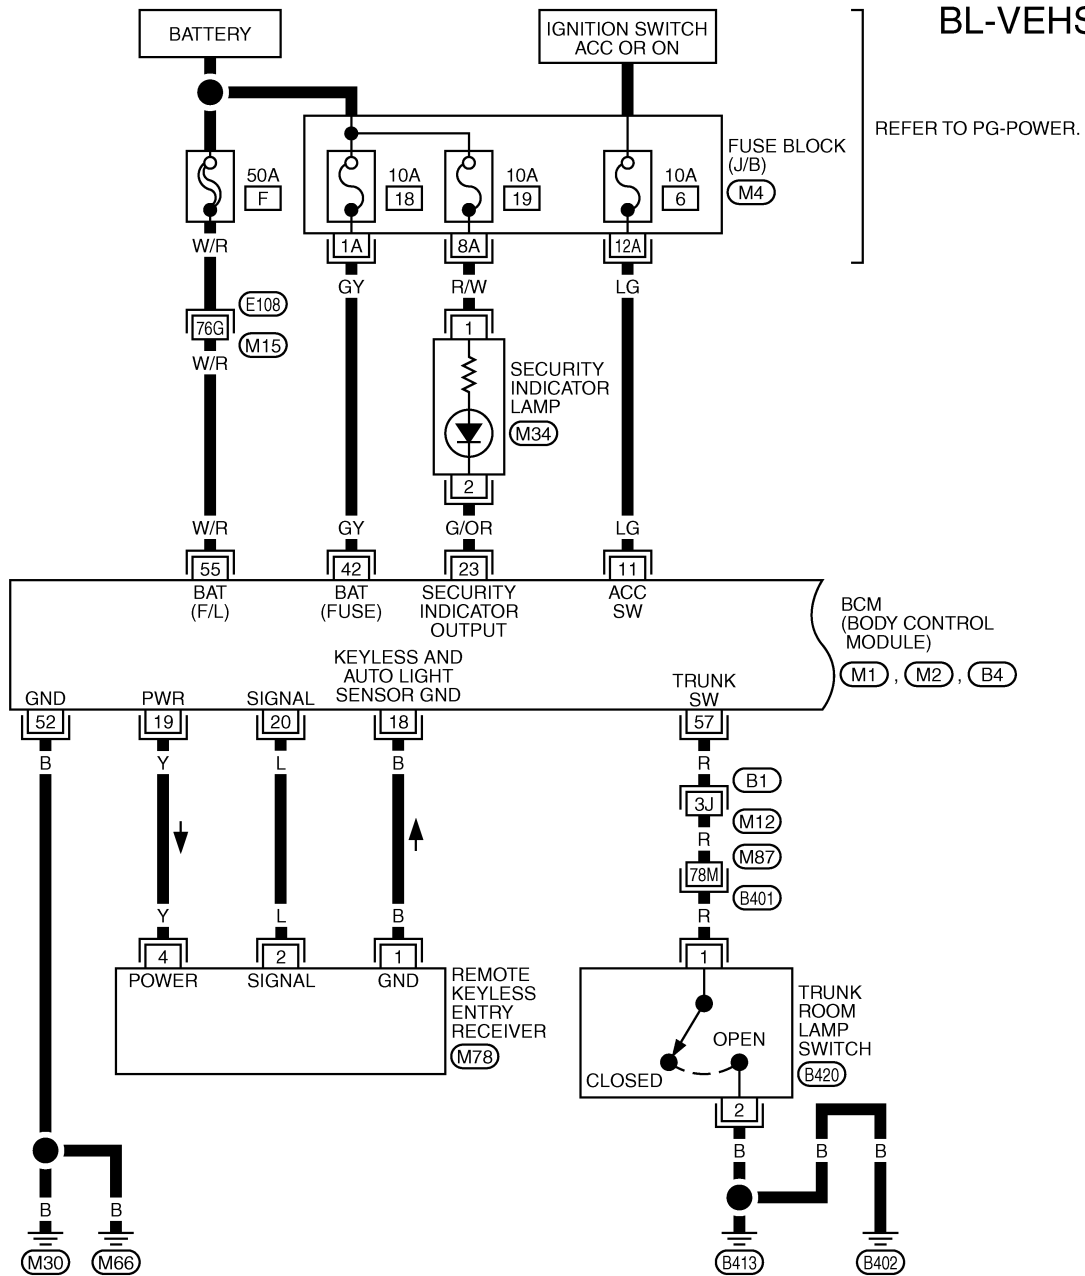 BL-VEHS
BATTERY
IGNITION SWITCH
ACC OR ON
REFER TO PG-POWER.
FUSE BLOCK
(J/B)
M4
50A
F
10A
18
10A
19
10A
6
1A
8A
12A
W/R
GY
R/W
LG
E108
76G
M15
W/R
1
SECURITY
INDICATOR
LAMP
M34
2
W/R
GY
G/OR
LG
55
42
23
11
BAT
(F/L)
BAT
(FUSE)
SECURITY
INDICATOR
OUTPUT
ACC
SW
BCM
(BODY CONTROL
MODULE)
M1 , M2 , B4
KEYLESS AND
AUTO LIGHT
SENSOR GND
GND
PWR
SIGNAL
TRUNK
SW
52
19
20
18
57
B
Y
L
B
R
B1
3J
M12
R
M87
78M
B401
Y
L
B
R
4
2
1
1
POWER
SIGNAL
GND
REMOTE
KEYLESS
ENTRY
RECEIVER
M78
OPEN
CLOSED
TRUNK
ROOM
LAMP
SWITCH
B420
2
B
B
B
B
B
M30
M66
B413
B402